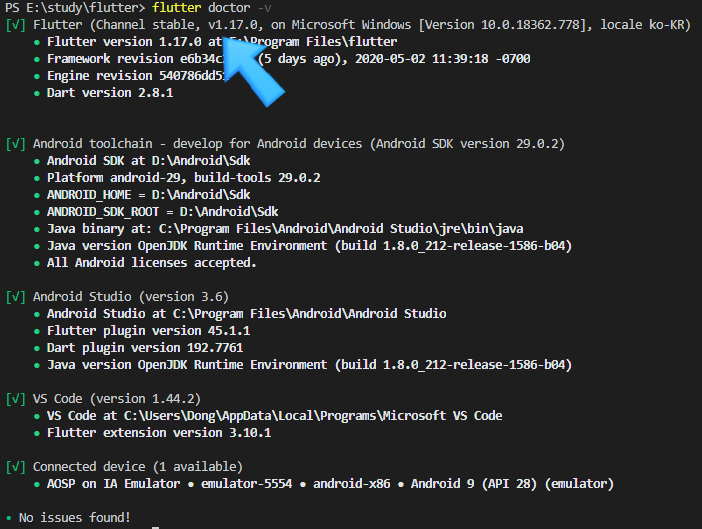 PS E:\study\flutter> flutter doctor -v
[√] Flutter (Channel stable, v1.17.0, on Microsoft Windows [Version 10.0.18362.778], locale ko-KR)
• Flutter version 1.17.0 at E:\Program Files\flutter
• Framework revision e6b34c (5 days ago), 2020-05-02 11:39:18 -0700
• Engine revision 540786dd5
• Dart version 2.8.1
[√] Android toolchain - develop for Android devices (Android SDK version 29.0.2)
• Android SDK at D:\Android\Sdk
• Platform android-29, build-tools 29.0.2
• ANDROID_HOME = D:\Android\Sdk
• ANDROID_SDK_ROOT = D:\Android\Sdk
• Java binary at: C:\Program Files\Android\Android Studio\jre\bin\java
• Java version OpenJDK Runtime Environment (build 1.8.0_212-release-1586-b04)
• All Android licenses accepted.
[√] Android Studio (version 3.6)
• Android Studio at C:\Program Files\Android\Android Studio
• Flutter plugin version 45.1.1
• Dart plugin version 192.7761
• Java version OpenJDK Runtime Environment (build 1.8.0_212-release-1586-b04)
[√] VS Code (version 1.44.2)
• VS Code at C:\Users\Dong\AppData\Local\Programs\Microsoft VS Code
• Flutter extension version 3.10.1
[√] Connected device (1 available)
• AOSP on IA Emulator • emulator-5554 • android-x86 • Android 9 (API 28) (emulator)
• No issues found!